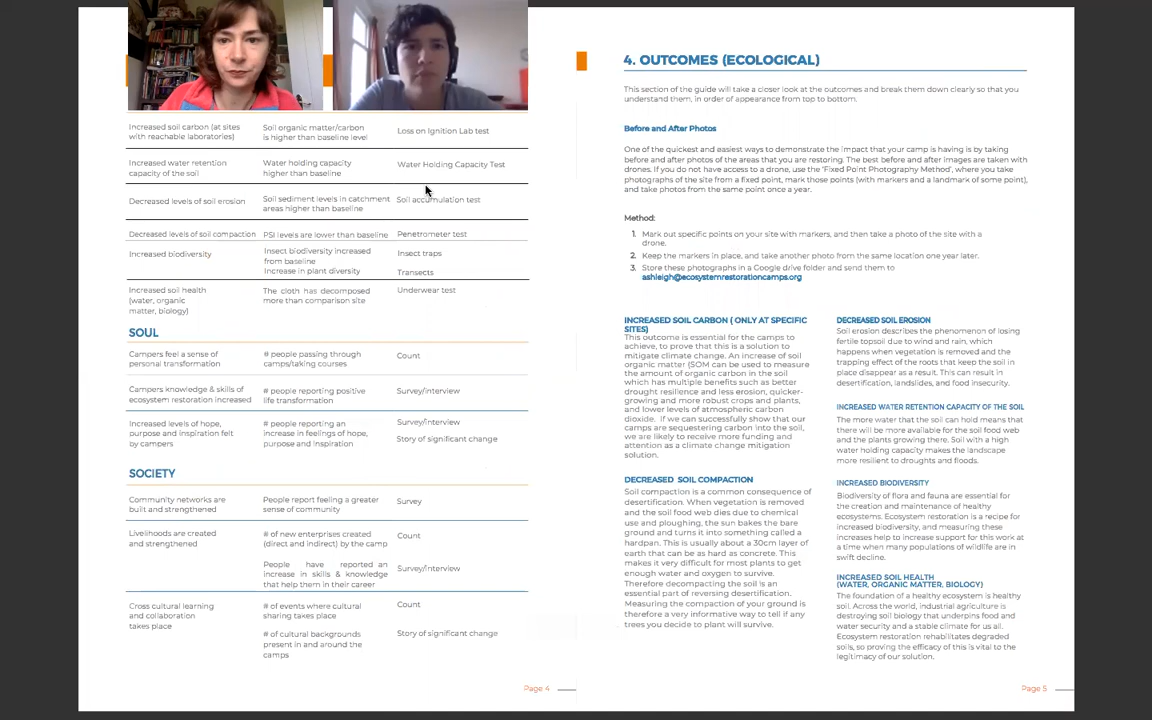 Increased soil carbon (at sites
with reachable laboratories)
Soil organic matter/carbon
is higher than baseline level
Loss on Ignition Lab test
Increased water retention
capacity of the soil
Water holding capacity
higher than baseline
Water Holding Capacity Test
Decreased levels of soil erosion
Soil sediment levels in catchment
areas higher than baseline
Soil accumulation test
Decreased levels of soil compaction
PSI levels are lower than baseline
Penetrometer test
Increased biodiversity
Insect biodiversity increased
from baseline
Increase in plant diversity
Insect traps
Transects
Increased soil health
(water, organic
matter, biology)
The cloth has decomposed
more than comparison site
Underwear test
SOUL
Campers feel a sense of
personal transformation
# people passing through
camps/taking courses
Count
Campers knowledge & skills of
ecosystem restoration increased
# people reporting positive
life transformation
Survey/interview
Increased levels of hope,
purpose and inspiration felt
by campers
# people reporting an
increase in feelings of hope,
purpose and inspiration
Survey/interview
Story of significant change
SOCIETY
Community networks are
built and strengthened
People report feeling a greater
sense of community
Survey
Livelihoods are created
and strengthened
# of new enterprises created
(direct and indirect) by the camp
Count
People have reported an
increase in skills & knowledge
that help them in their career
Survey/Interview
Cross cultural learning
and collaboration
takes place
# of events where cultural
sharing takes place
Count
# of cultural backgrounds
present in and around the
camps
Story of significant change
Page 4
4. OUTCOMES (ECOLOGICAL)
This section of the guide will take a closer look at the outcomes and break them down clearly so that you
understand them, in order of appearance from top to bottom.
Before and After Photos
One of the quickest and easiest ways to demonstrate the impact that your camp is having is by taking
before and after photos of the areas that you are restoring. The best before and after images are taken with
drones. If you do not have access to a drone, use the 'Fixed Point Photography Method', where you take
photographs of the site from a fixed point, mark those points (with markers and a landmark of some point),
and take photos from the same point once a year.
Method:
1. Mark out specific points on your site with markers, and then take a photo of the site with a
drone.
2. Keep the markers in place, and take another photo from the same location one year later.
3. Store these photographs in a Google drive folder and send them to
ashleigh@ecosystemrestorationcamps.org
INCREASED SOIL CARBON ( ONLY AT SPECIFIC
SITES)
This outcome is essential for the camps to
achieve, to prove that this is a solution to
mitigate climate change. An increase of soil
organic matter (SOM can be used to measure
the amount of organic carbon in the soil
which has multiple benefits such as better
drought resilience and less erosion, quicker-
growing and more robust crops and plants,
and lower levels of atmospheric carbon
dioxide. If we can successfully show that our
camps are sequestering carbon into the soil,
we are likely to receive more funding and
attention as a climate change mitigation
solution.
DECREASED SOIL COMPACTION
Soil compaction is a common consequence of
desertification. When vegetation is removed
and the soil food web dies due to chemical
use and ploughing, the sun bakes the bare
ground and turns it into something called a
hardpan. This is usually about a 30cm layer of
earth that can be as hard as concrete. This
makes it very difficult for most plants to get
enough water and oxygen to survive.
Therefore decompacting the soil is an
essential part of reversing desertification.
Measuring the compaction of your ground is
therefore a very informative way to tell if any
trees you decide to plant will survive.
DECREASED SOIL EROSION
Soil erosion describes the phenomenon of losing
fertile topsoil due to wind and rain, which
happens when vegetation is removed and the
trapping effect of the roots that keep the soil in
place disappear as a result. This can result in
desertification, landslides, and food insecurity.
INCREASED WATER RETENTION CAPACITY OF THE SOIL
The more water that the soil can hold means that
there will be more available for the soil food web
and the plants growing there. Soil with a high
water holding capacity makes the landscape
more resilient to droughts and floods.
INCREASED BIODIVERSITY
Biodiversity of flora and fauna are essential for
the creation and maintenance of healthy
ecosystems. Ecosystem restoration is a recipe for
increased biodiversity, and measuring these
increases help to increase support for this work at
a time when many populations of wildlife are in
swift decline.
INCREASED SOIL HEALTH
(WATER, ORGANIC MATTER, BIOLOGY)
The foundation of a healthy ecosystem is healthy
soil. Across the world, industrial agriculture is
destroying soil biology that underpins food and
water security and a stable climate for us all.
Ecosystem restoration rehabilitates degraded
soils, so proving the efficacy of this is vital to the
legitimacy of our solution.
Page 5